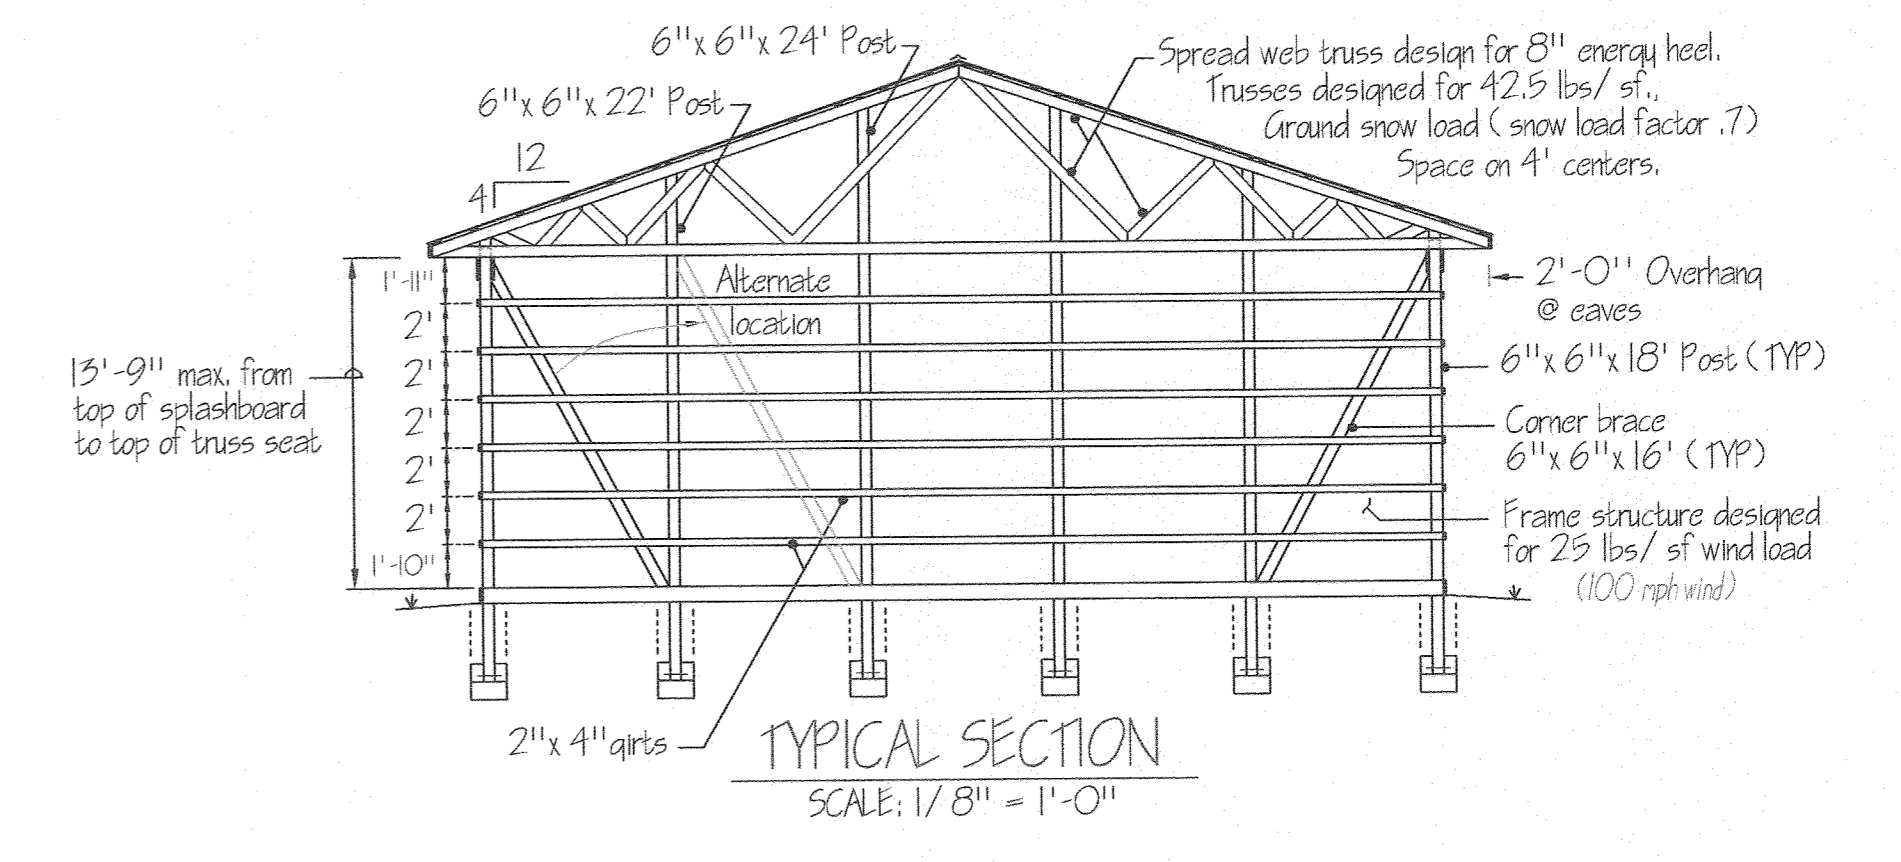 6"x 6"x 24' Post
6"x 6"x 22' Post
12
4
Spread web truss design for 8" energy heel.
Trusses designed for 42.5 lbs/ sf.,
Ground snow load ( snow load factor .7)
Space on 4' centers.
1'-11"
2'
2'
2'
2'
2'
1'-10"
13'-9" max. from
top of splashboard
to top of truss seat
Alternate
location
2'-0" Overhang
@ eaves
6"x 6"x 18' Post ( TYP)
Corner brace
6"x 6"x 16' ( TYP)
Frame structure designed
for 25 lbs/ sf wind load
(100 mph wind)
2"x 4"girts
TYPICAL SECTION
SCALE: 1/ 8" = 1'-0"